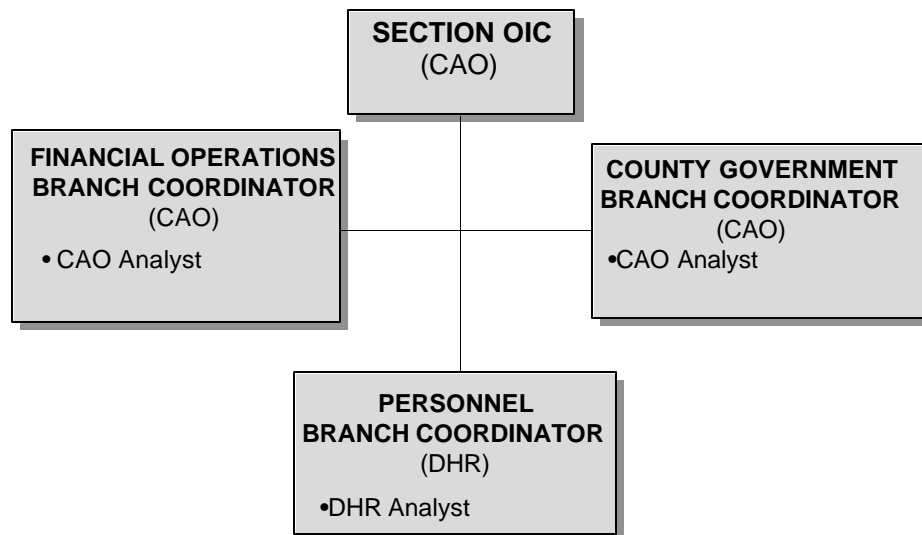 SECTION OIC
(CAO)
FINANCIAL OPERATIONS
BRANCH COORDINATOR
(CAO)
• CAO Analyst
COUNTY GOVERNMENT
BRANCH COORDINATOR
(CAO)
•CAO Analyst
PERSONNEL
BRANCH COORDINATOR
(DHR)
•DHR Analyst